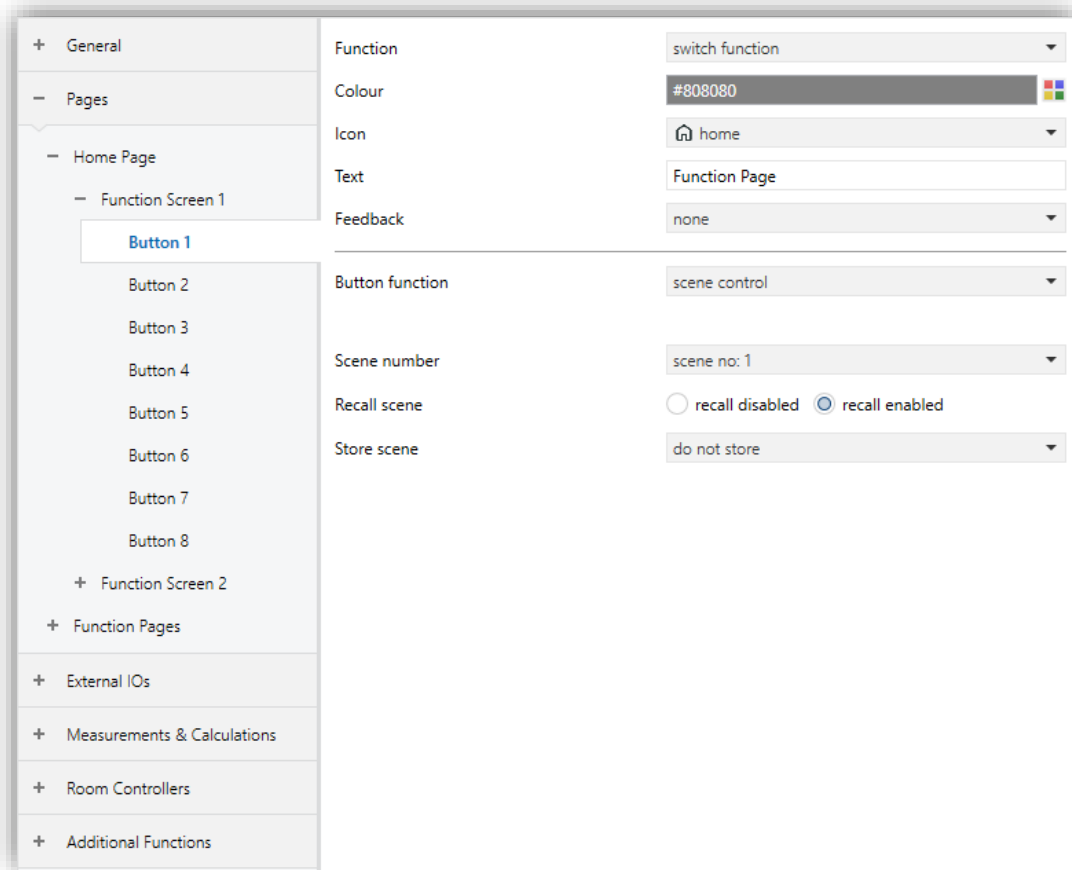 General
Pages
Home Page
Function Screen 1
Button 1
Button 2
Button 3
Button 4
Button 5
Button 6
Button 7
Button 8
Function Screen 2
Function Pages
External IOs
Measurements & Calculations
Room Controllers
Additional Functions
Function switch function
Colour #808080
Icon home
Text Function Page
Feedback none
Button function scene control
Scene number scene no: 1
Recall scene recall disabled recall enabled
Store scene do not store